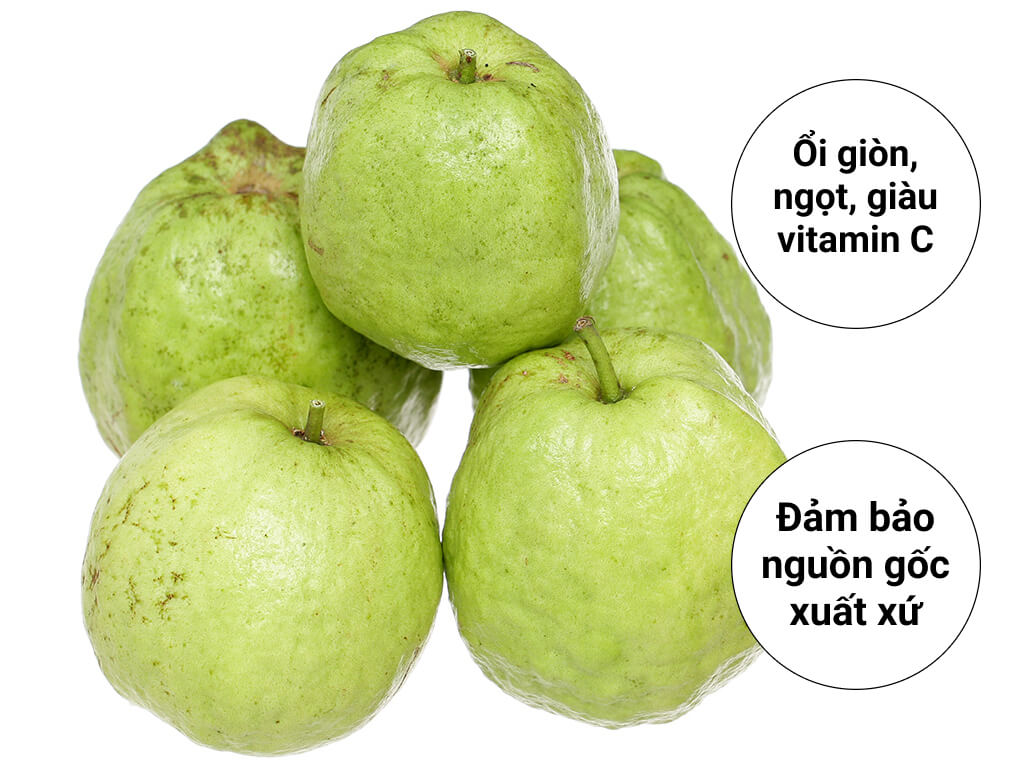 Ổi giòn,
ngọt, giàu
vitamin C
Đảm bảo
nguồn gốc
xuất xứ